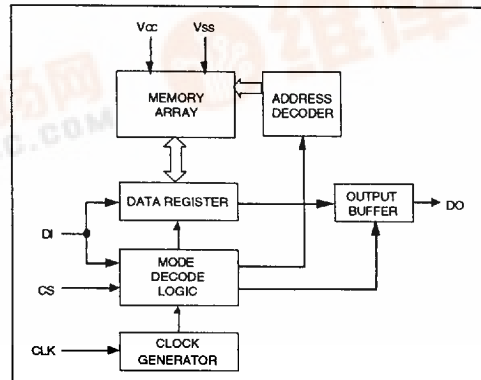 Vcc
Vss
MEMORY
ARRAY
ADDRESS
DECODER
DATA REGISTER
OUTPUT
BUFFER
DO
DI
MODE
DECODE
LOGIC
CS
CLK
CLOCK
GENERATOR